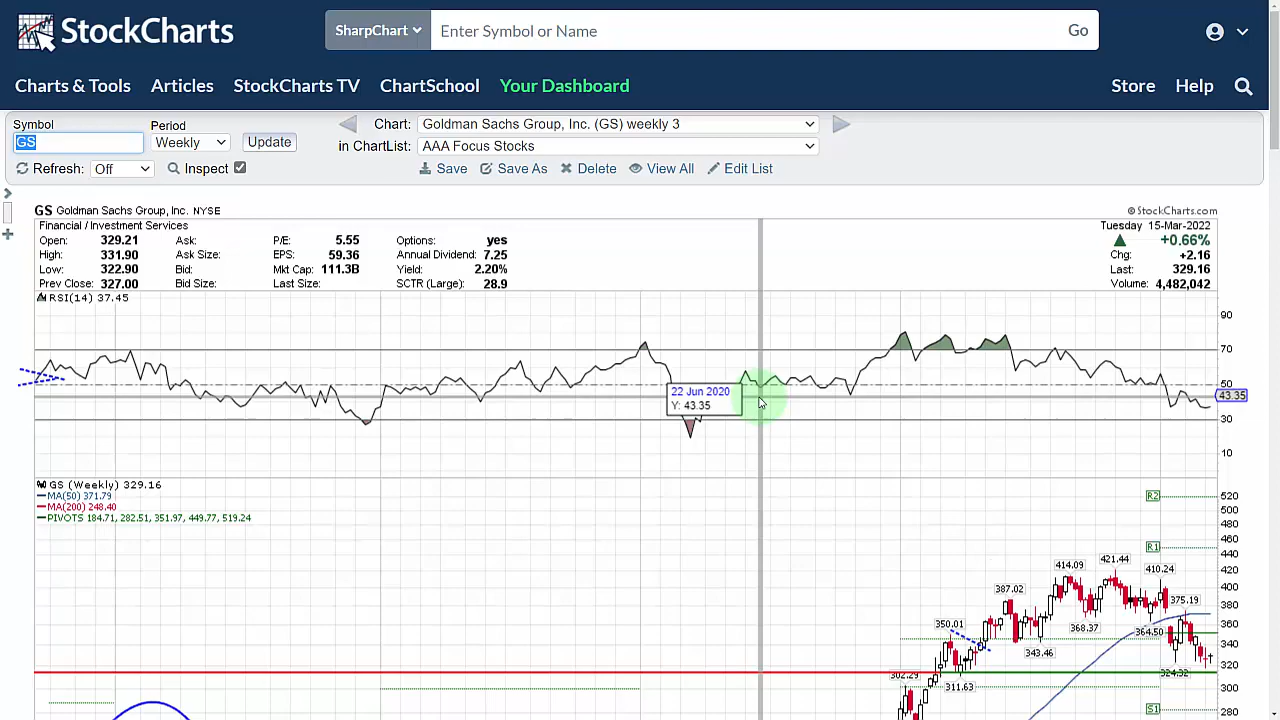 StockCharts
SharpChart
Enter Symbol or Name
Go
Charts & Tools
Articles
StockCharts TV
ChartSchool
Your Dashboard
Store
Help
Symbol
Period
Chart:
Goldman Sachs Group, Inc. (GS) weekly 3
GS
Weekly
Update
in ChartList:
AAA Focus Stocks
Refresh:
Off
Inspect
Save
Save As
Delete
View All
Edit List
GS Goldman Sachs Group, Inc. NYSE
© StockCharts.com
Financial / Investment Services
Tuesday 15-Mar-2022
Open: 329.21
Ask:
P/E: 5.55
Options: yes
+0.66%
High: 331.90
Ask Size:
EPS: 59.36
Annual Dividend: 7.25
Chg: +2.16
Low: 322.90
Bid:
Mkt Cap: 111.3B
Yield: 2.20%
Last: 329.16
Prev Close: 327.00
Bid Size:
Last Size:
SCTR (Large): 28.9
Volume: 4,482,042
RSI(14) 37.45
90
70
50
43.35
30
10
22 Jun 2020
Y: 43.35
GS (Weekly) 329.16
MA(50) 371.79
MA(200) 248.40
PIVOTS 184.71, 282.51, 351.97, 449.77, 519.24
R2
520
500
480
460
R1
440
420
400
380
360
340
320
300
S1
280
421.44
414.09
410.24
387.02
375.19
350.01
368.37
364.50
343.46
324.32
302.29
311.63